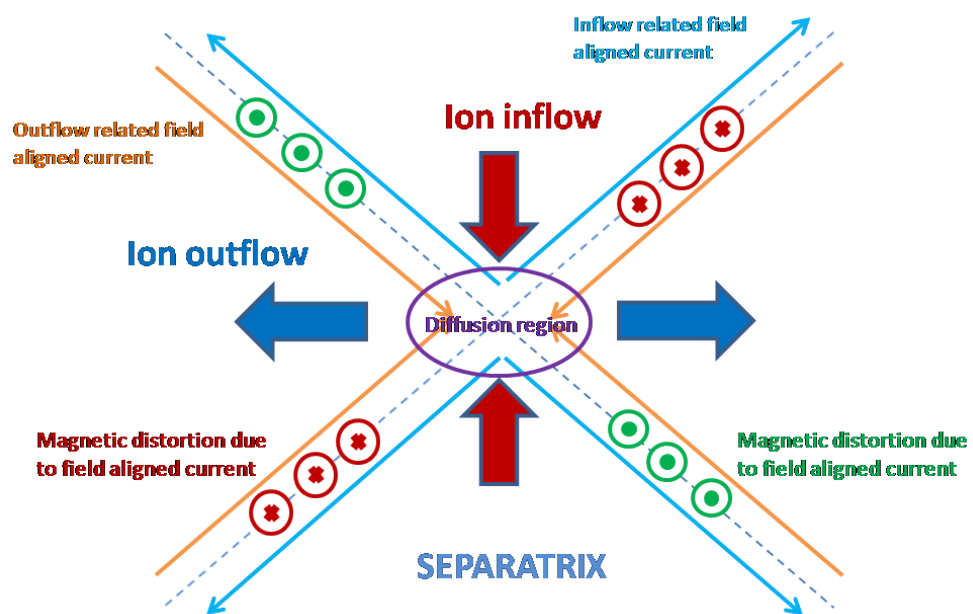 Inflow related field
aligned current
Ion inflow
Outflow related field
aligned current
Ion outflow
Diffusion region
Magnetic distortion due
to field aligned current
Magnetic distortion due
to field aligned current
SEPARATRIX